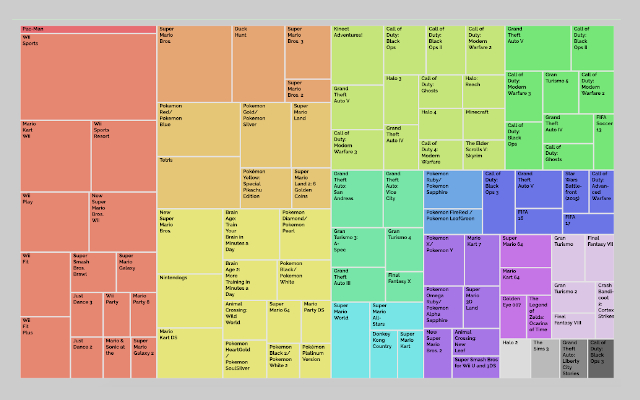 Pac-Man
Wii
Sports
Mario
Kart
Wii
Wii
Sports
Resort
Wii
Play
New
Super
Mario
Bros.
Wii
Wii
Fit
Super
Smash
Bros.
Brawl
Super
Mario
Galaxy
Just
Dance 3
Wii
Party
Mario
Party 8
Wii
Fit
Plus
Just
Dance 2
Mario &
Sonic at
the
Super
Mario
Galaxy 2
Super
Mario
Bros.
Duck
Hunt
Super
Mario
Bros. 3
Super
Mario
Bros. 2
Pokemon
Red/
Pokemon
Blue
Pokemon
Gold/
Pokemon
Silver
Super
Mario
Land
Tetris
Pokemon
Yellow:
Special
Pikachu
Edition
Super
Mario
Land 2: 6
Golden
Coins
New
Super
Mario
Bros.
Brain
Age:
Train
Your
Brain in
Minutes a
Day
Pokemon
Diamond/
Pokemon
Pearl
Nintendogs
Brain
Age 2:
More
Training in
Minutes a
Day
Pokemon
Black/
Pokemon
White
Animal
Crossing:
Wild
World
Super
Mario 64
Mario
Party DS
Mario
Kart DS
Pokemon
HeartGold
/
Pokemon
SoulSilver
Pokemon
Black 2/
Pokemon
White 2
Pokémon
Platinum
Version
Kinect
Adventures!
Call of
Duty:
Black
Ops
Call of
Duty:
Black
Ops II
Call of
Duty:
Modern
Warfare 2
Grand
Theft
Auto V
Halo 3
Call of
Duty:
Ghosts
Halo:
Reach
Call of
Duty:
Modern
Warfare 3
Grand
Theft
Auto IV
Halo 4
Minecraft
Call of
Duty 4:
Modern
Warfare
The Elder
Scrolls V:
Skyrim
Grand
Theft
Auto V
Call of
Duty:
Black
Ops II
Call of
Duty:
Modern
Warfare 3
Gran
Turismo 5
Call of
Duty:
Modern
Warfare 2
Call of
Duty:
Black
Ops
Grand
Theft
Auto IV
FIFA
Soccer
13
Call of
Duty:
Ghosts
Grand
Theft
Auto:
San
Andreas
Grand
Theft
Auto:
Vice
City
Gran
Turismo 3:
A-
Spec
Gran
Turismo 4
Grand
Theft
Auto III
Final
Fantasy X
Pokemon
Ruby/
Pokemon
Sapphire
Pokemon FireRed /
Pokemon LeafGreen
Call of
Duty:
Black
Ops 3
Grand
Theft
Auto V
Star
Wars
Battle-
front
(2015)
Call of
Duty:
Advan-
ced
Warfare
FIFA
16
FIFA
17
Super
Mario
World
Super
Mario
All-
Stars
Donkey
Kong
Country
Super
Mario
Kart
Pokemon
X/
Pokemon Y
Mario
Kart 7
Pokemon
Omega
Ruby/
Pokemon
Alpha
Sapphire
Super
Mario
3D
Land
New
Super
Mario
Bros. 2
Animal
Crossing:
New
Leaf
Super Smash Bros
for Wii U and 3DS
Super
Mario 64
Mario
Kart 64
Golden
Eye 007
The
Legend
of
Zelda:
Ocarina
of Time
Gran
Turismo
Final
Fantasy VII
Gran
Turismo 2
Crash
Bandi-
coot
2:
Cortex
Strikes
Final
Fantasy VIII
Halo 2
The
Sims 3
Grand
Theft
Auto:
Liberty
City
Stories
Call of
Duty:
Black
Ops 3